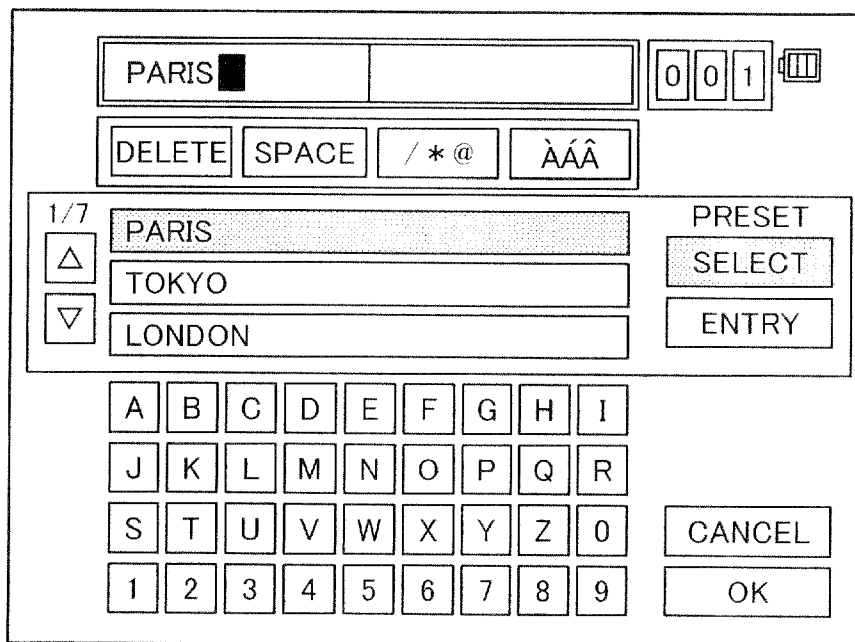 PARIS 0 0 1
DELETE SPACE /*@ ÀÁÂ
1/7 PRESET
PARIS SELECT
TOKYO
LONDON ENTRY
A B C D E F G H I
J K L M N O P Q R
S T U V W X Y Z 0 CANCEL
1 2 3 4 5 6 7 8 9 OK